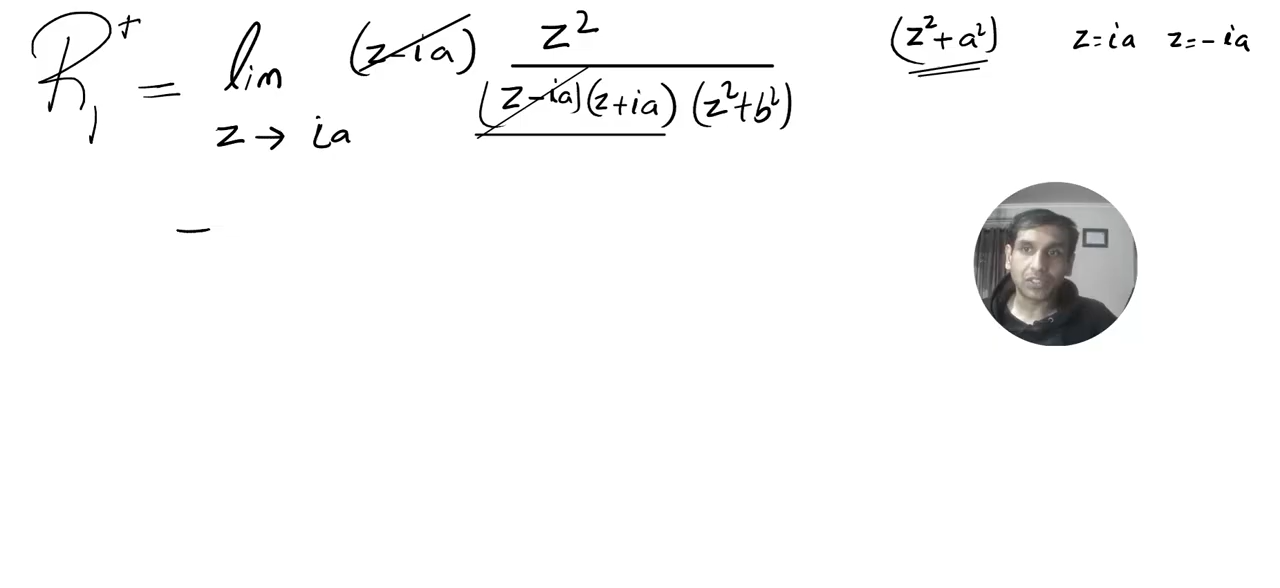 R₁⁺ = lim z → ia (z-ia) z² / (z-ia)(z+ia)(z²+b²)
(z²+a²) z=ia z=-ia